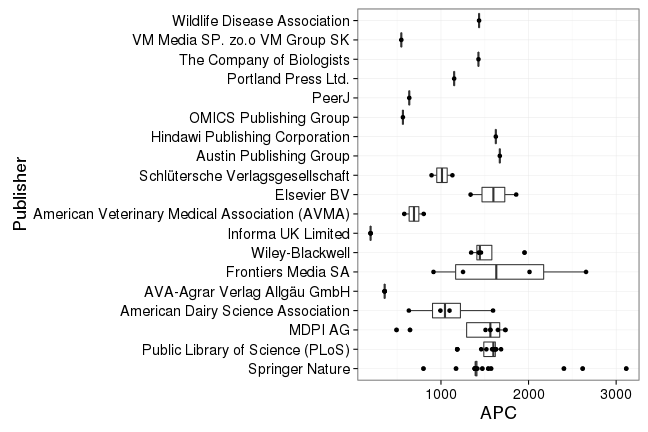 Wildlife Disease Association
VM Media SP. zo.o VM Group SK
The Company of Biologists
Portland Press Ltd.
PeerJ
OMICS Publishing Group
Hindawi Publishing Corporation
Austin Publishing Group
Schlütersche Verlagsgesellschaft
Elsevier BV
American Veterinary Medical Association (AVMA)
Informa UK Limited
Wiley-Blackwell
Frontiers Media SA
AVA-Agrar Verlag Allgäu GmbH
American Dairy Science Association
MDPI AG
Public Library of Science (PLoS)
Springer Nature
Publisher
1000 2000 3000
APC